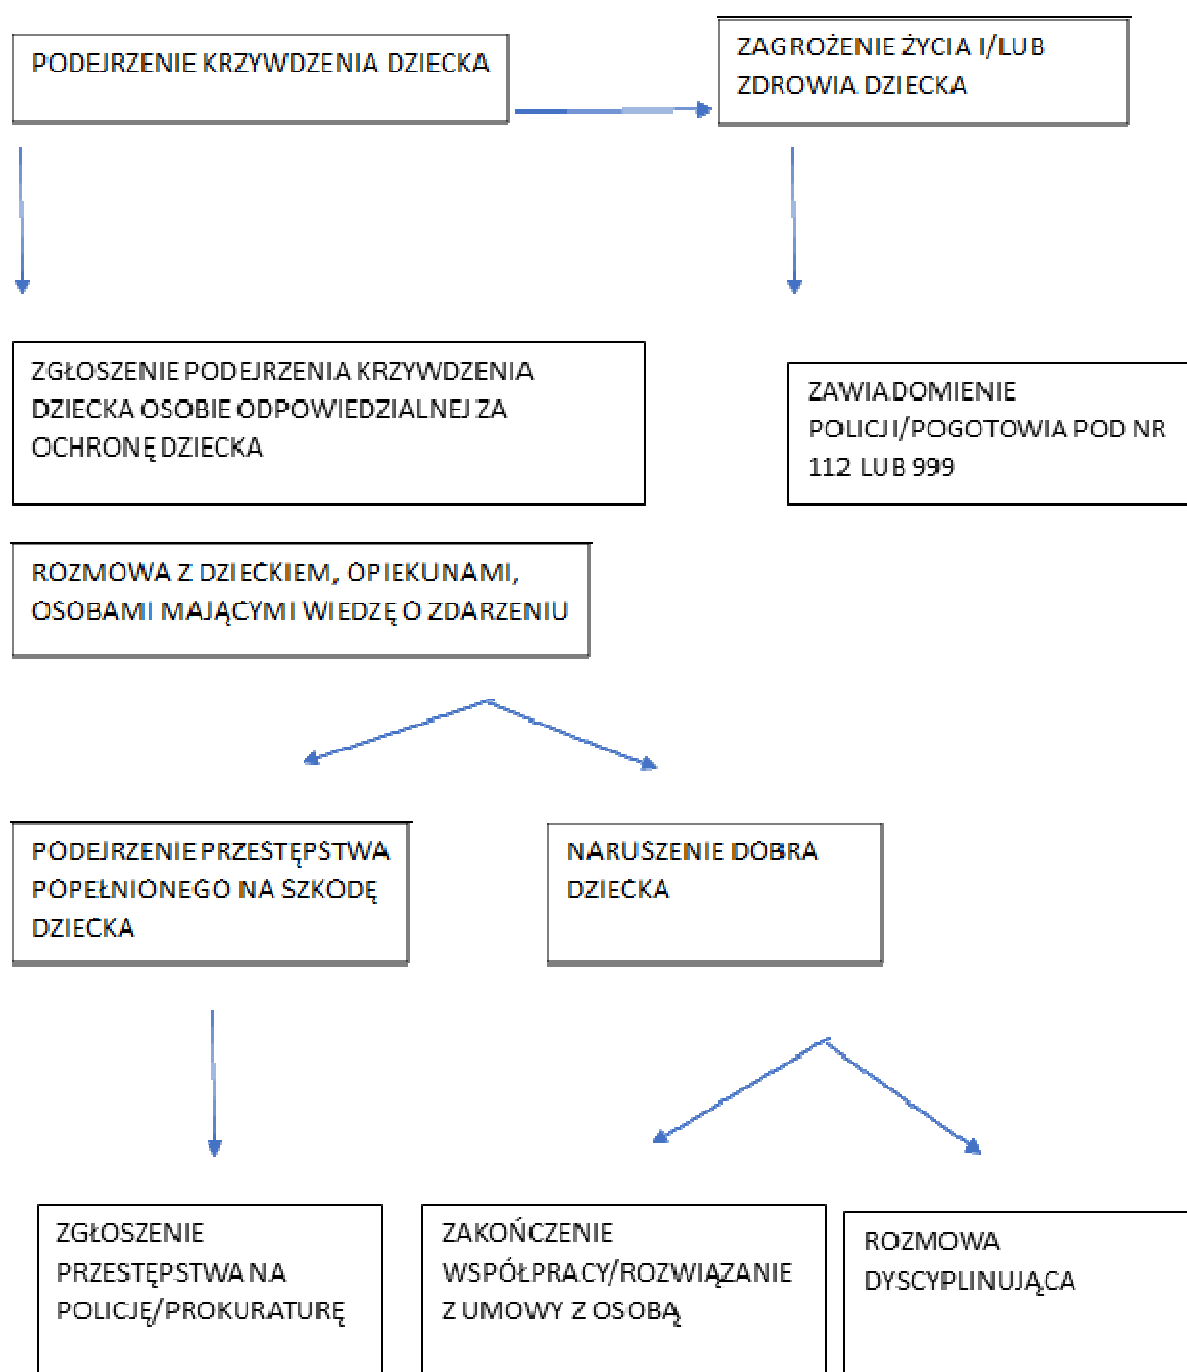 PODEJRZENIE KRZYWDZENIA DZIECKA
ZAGROŻENIE ŻYCIA I/LUB
ZDROWIA DZIECKA
ZGŁOSZENIE PODEJRZENIA KRZYWDZENIA
DZIECKA OSOBIE ODPOWIEDZIALNEJ ZA
OCHRONĘ DZIECKA
ZAWIADOMIENIE
POLICJI/POGOTOWIA POD NR
112 LUB 999
ROZMOWA Z DZIECKIEM, OPIEKUNAMI,
OSOBAMI MAJĄCYMI WIEDZĘ O ZDARZENIU
PODEJRZENIE PRZESTĘPSTWA
POPEŁNIONEGO NA SZKODĘ
DZIECKA
NARUSZENIE DOBRA
DZIECKA
ZGŁOSZENIE
PRZESTĘPSTWA NA
POLICJĘ/PROKURATURĘ
ZAKOŃCZENIE
WSPÓŁPRACY/ROZWIĄZANIE
Z UMOWY Z OSOBĄ
ROZMOWA
DYSCYPLINUJĄCA